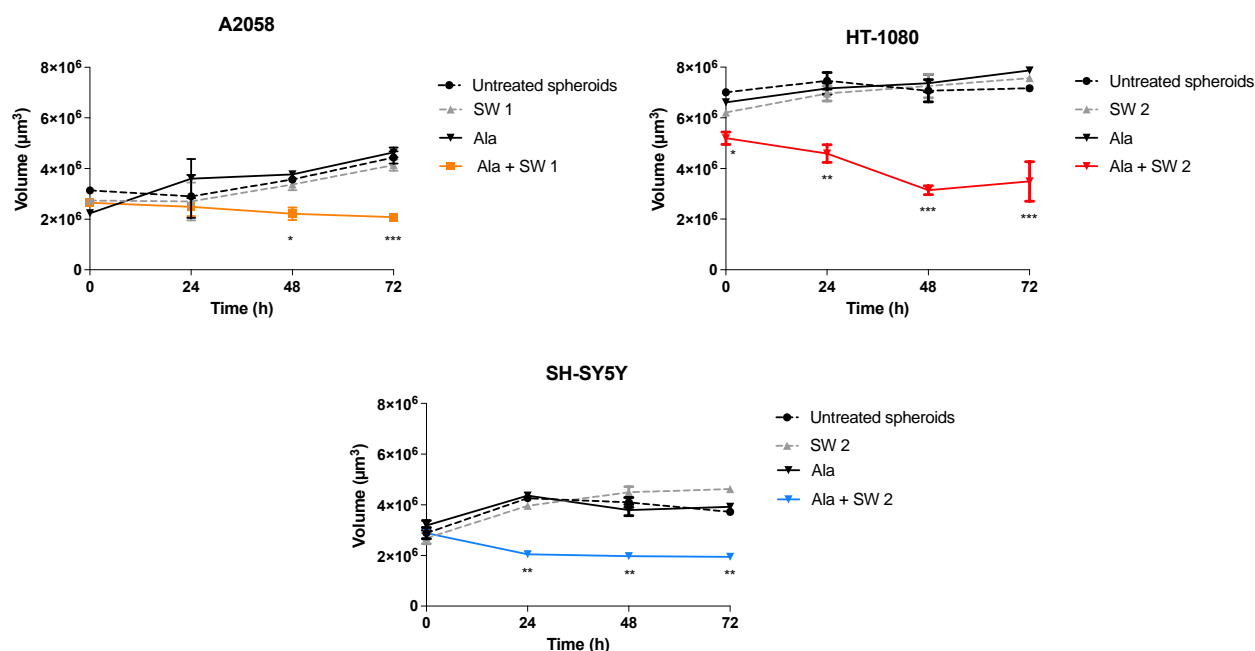 A2058
8×10⁶
6×10⁶
4×10⁶
2×10⁶
0
Volume (µm³)
0 24 48 72
Time (h)
* ***
Untreated spheroids
SW 1
Ala
Ala + SW 1
HT-1080
8×10⁶
6×10⁶
4×10⁶
2×10⁶
0
Volume (µm³)
0 24 48 72
Time (h)
* ** *** ***
Untreated spheroids
SW 2
Ala
Ala + SW 2
SH-SY5Y
8×10⁶
6×10⁶
4×10⁶
2×10⁶
0
Volume (µm³)
0 24 48 72
Time (h)
** ** **
Untreated spheroids
SW 2
Ala
Ala + SW 2